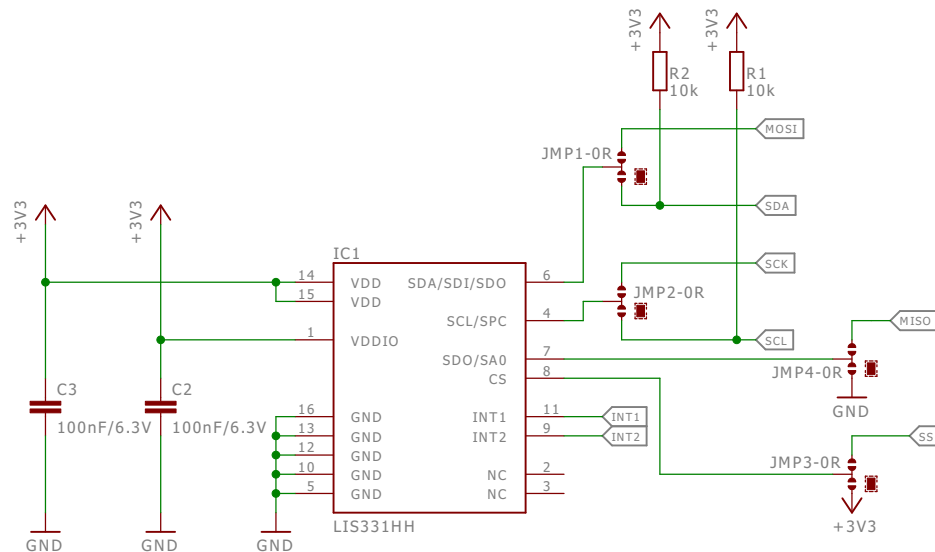 +3V3
+3V3
R2
10k
R1
10k
MOSI
JMP1-0R
SDA
+3V3
+3V3
IC1
SCK
14
VDD
SDA/SDI/SDO
6
JMP2-0R
15
VDD
SCL/SPC
4
MISO
1
VDDIO
SCL
SDO/SA0
7
CS
8
JMP4-0R
C3
100nF/6.3V
C2
100nF/6.3V
16
GND
INT1
11
INT1
GND
13
GND
INT2
9
INT2
SS
12
GND
JMP3-0R
10
GND
NC
2
5
GND
NC
3
LIS331HH
+3V3
GND
GND
GND